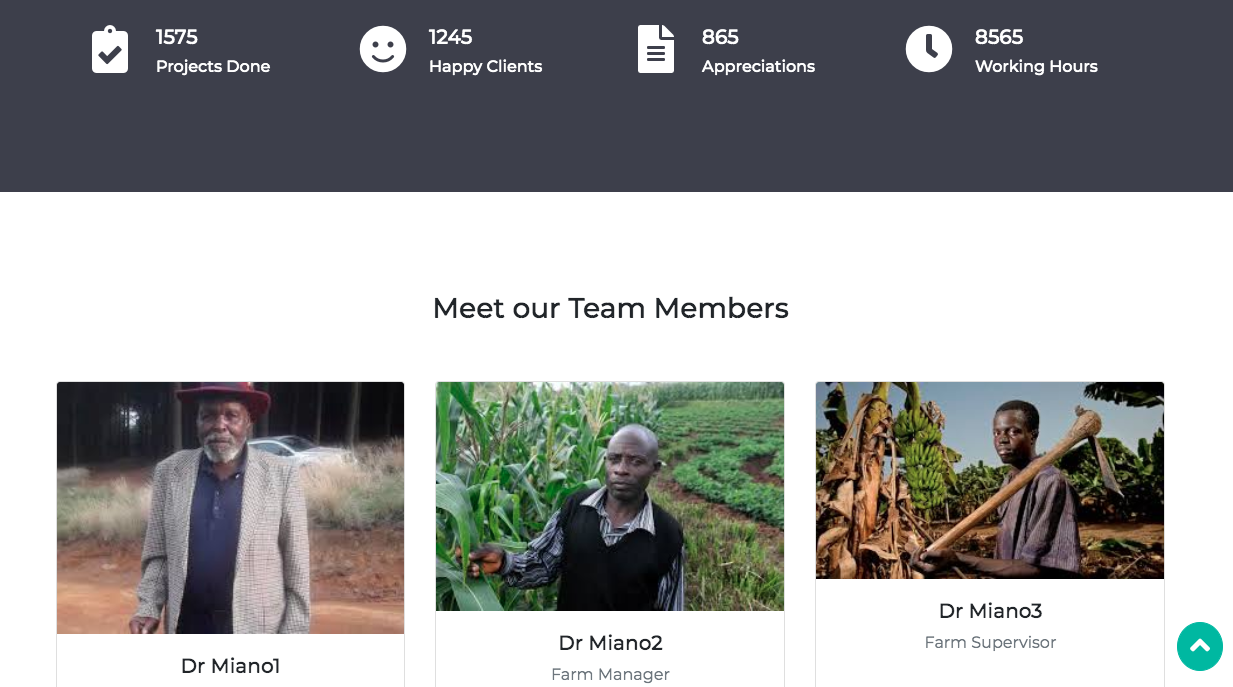 1575
Projects Done
1245
Happy Clients
865
Appreciations
8565
Working Hours
Meet our Team Members
Dr Miano1
Dr Miano2
Farm Manager
Dr Miano3
Farm Supervisor